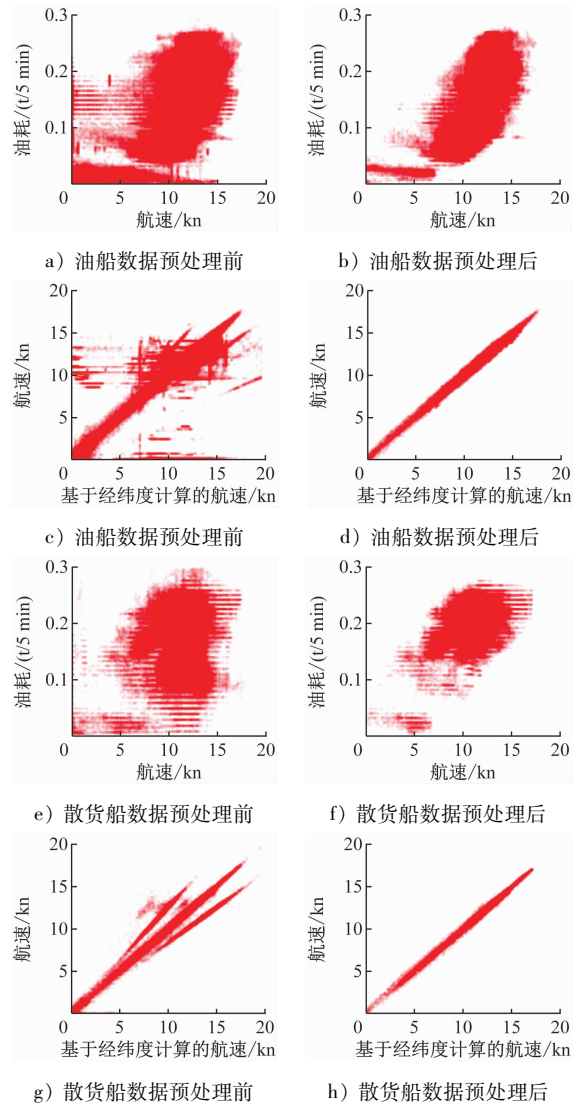 0.3
0.2
0.1
油耗/(t/5 min)
0 5 10 15 20
航速/kn
a）油船数据预处理前
0.3
0.2
0.1
油耗/(t/5 min)
0 5 10 15 20
航速/kn
b）油船数据预处理后
20
15
10
5
航速/kn
0 5 10 15 20
基于经纬度计算的航速/kn
c）油船数据预处理前
20
15
10
5
航速/kn
0 5 10 15 20
基于经纬度计算的航速/kn
d）油船数据预处理后
0.3
0.2
0.1
油耗/(t/5 min)
0 5 10 15 20
航速/kn
e）散货船数据预处理前
0.3
0.2
0.1
油耗/(t/5 min)
0 5 10 15 20
航速/kn
f）散货船数据预处理后
20
15
10
5
航速/kn
0 5 10 15 20
基于经纬度计算的航速/kn
g）散货船数据预处理前
20
15
10
5
航速/kn
0 5 10 15 20
基于经纬度计算的航速/kn
h）散货船数据预处理后